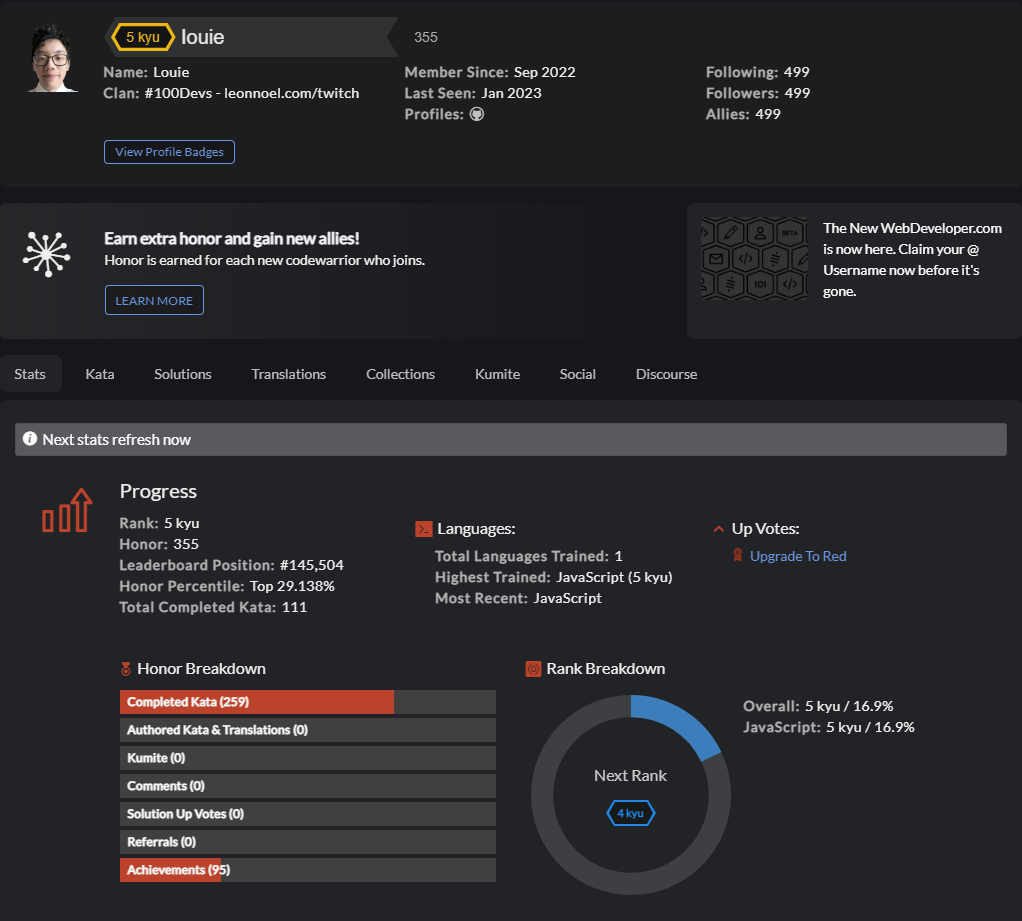 5 kyu louie 355
Name: Louie
Clan: #100Devs - leonnoel.com/twitch
Member Since: Sep 2022
Last Seen: Jan 2023
Profiles:
Following: 499
Followers: 499
Allies: 499
View Profile Badges
Earn extra honor and gain new allies!
Honor is earned for each new codewarrior who joins.
LEARN MORE
BETA
</>
101
</>
The New WebDeveloper.com
is now here. Claim your @
Username now before it's
gone.
Stats Kata Solutions Translations Collections Kumite Social Discourse
Next stats refresh now
Progress
Rank: 5 kyu
Honor: 355
Leaderboard Position: #145,504
Honor Percentile: Top 29.138%
Total Completed Kata: 111
Languages:
Total Languages Trained: 1
Highest Trained: JavaScript (5 kyu)
Most Recent: JavaScript
Up Votes:
Upgrade To Red
Honor Breakdown
Completed Kata (259)
Authored Kata & Translations (0)
Kumite (0)
Comments (0)
Solution Up Votes (0)
Referrals (0)
Achievements (95)
Rank Breakdown
Next Rank
4 kyu
Overall: 5 kyu / 16.9%
JavaScript: 5 kyu / 16.9%